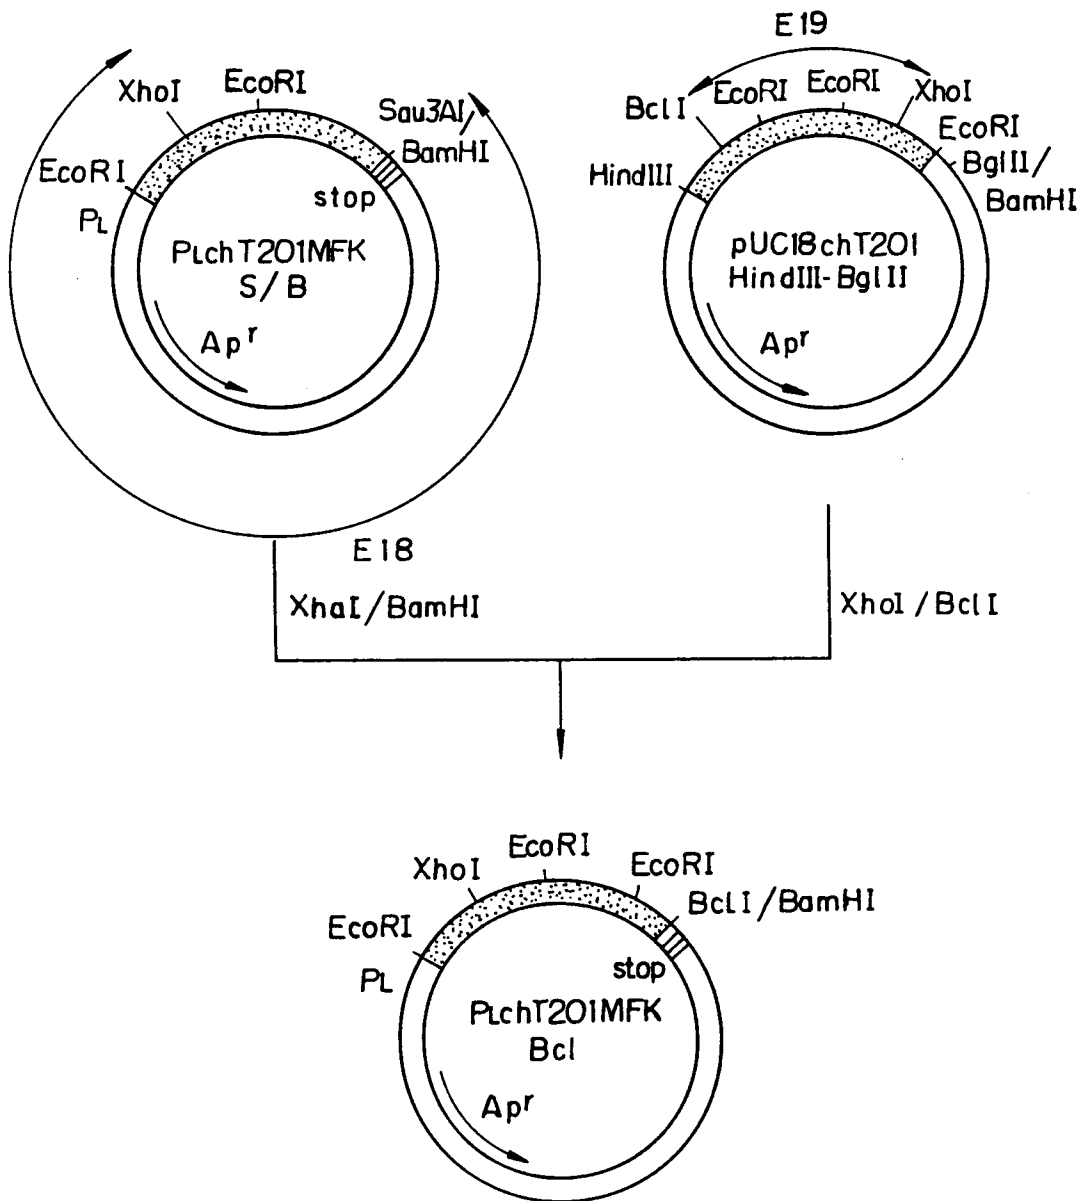 E19
EcoRI
XhoI
Sau3AI/
BamHI
EcoRI
PL
stop
PLchT201MFK
S/B
Apr
E18
BclI
EcoRI
EcoRI
XhoI
EcoRI
BglII/
BamHI
HindIII
pUC18chT201
HindIII-BglII
Apr
XhaI/BamHI
XhoI/BclI
EcoRI
XhoI
EcoRI
BclI/BamHI
EcoRI
PL
stop
PLchT201MFK
Bcl
Apr